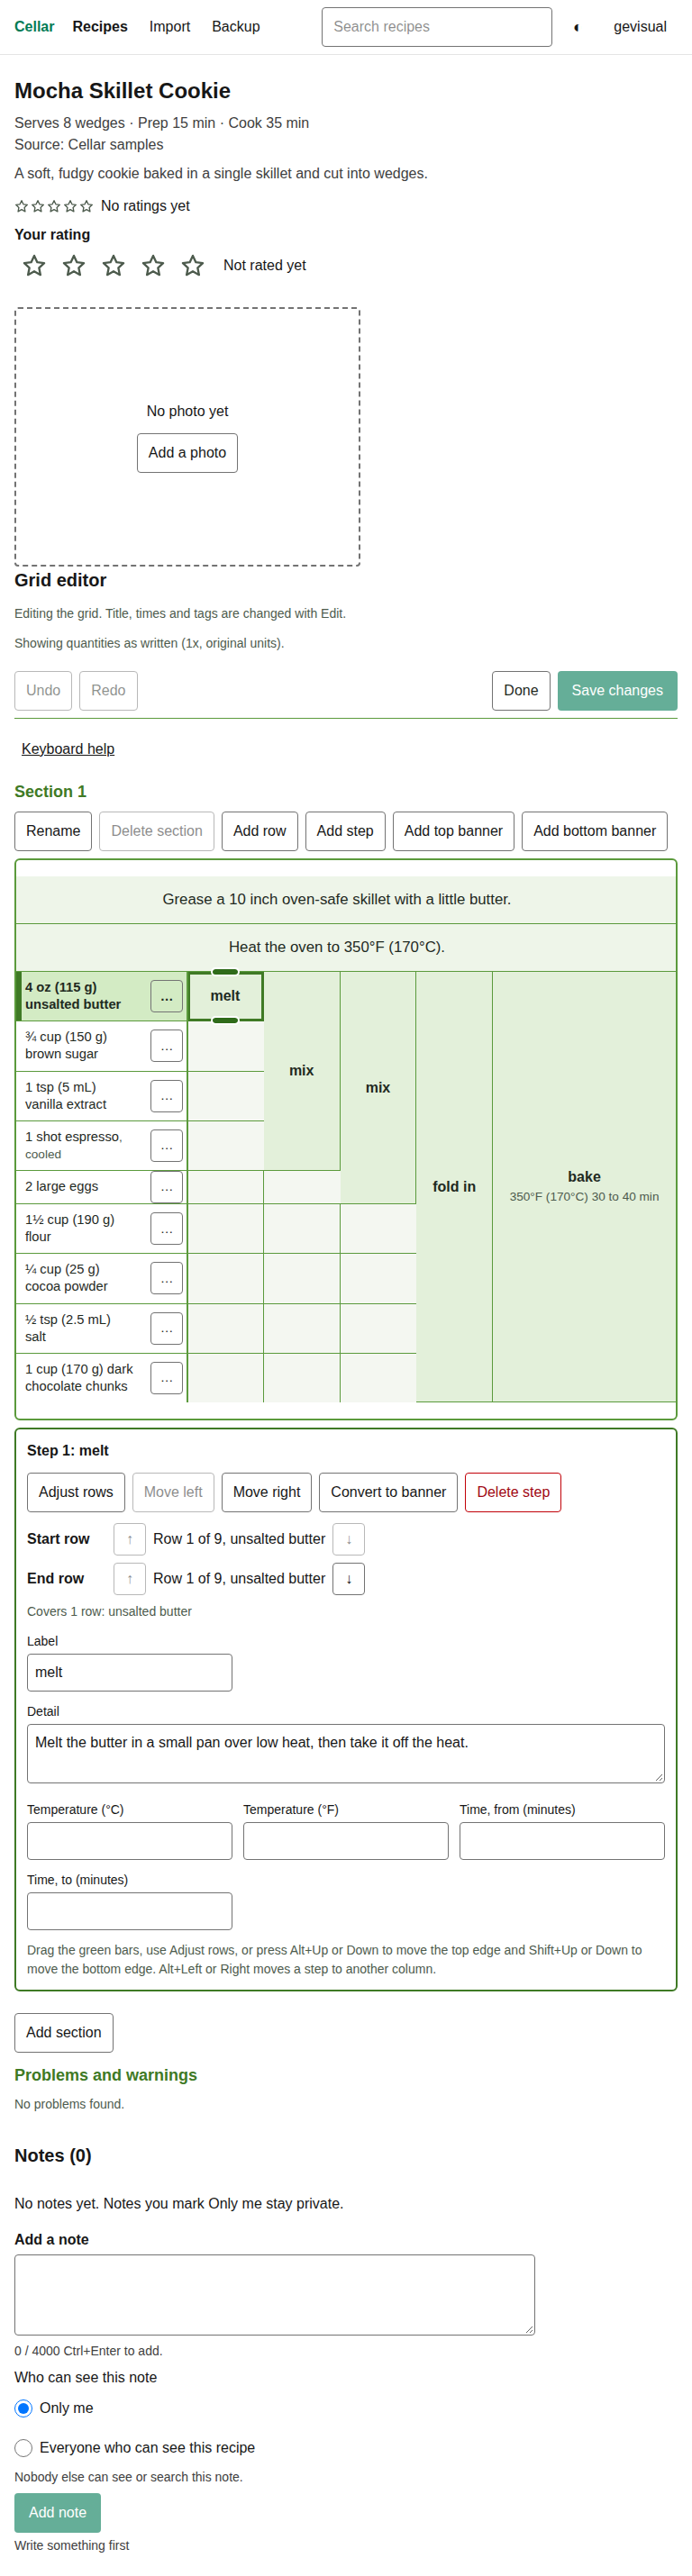 Cellar Recipes Import Backup Search recipes gevisual
Mocha Skillet Cookie
Serves 8 wedges · Prep 15 min · Cook 35 min
Source: Cellar samples
A soft, fudgy cookie baked in a single skillet and cut into wedges.
No ratings yet
Your rating
Not rated yet
No photo yet
Add a photo
Grid editor
Editing the grid. Title, times and tags are changed with Edit.
Showing quantities as written (1x, original units).
Undo Redo Done Save changes
Keyboard help
Section 1
Rename Delete section Add row Add step Add top banner Add bottom banner
Grease a 10 inch oven-safe skillet with a little butter.
Heat the oven to 350°F (170°C).
4 oz (115 g)
unsalted butter
...
melt
¾ cup (150 g)
brown sugar
...
1 tsp (5 mL)
vanilla extract
...
1 shot espresso,
cooled
...
mix
mix
2 large eggs
...
1½ cup (190 g)
flour
...
fold in
bake
350°F (170°C) 30 to 40 min
¼ cup (25 g)
cocoa powder
...
½ tsp (2.5 mL)
salt
...
1 cup (170 g) dark
chocolate chunks
...
Step 1: melt
Adjust rows Move left Move right Convert to banner Delete step
Start row ↑ Row 1 of 9, unsalted butter ↓
End row ↑ Row 1 of 9, unsalted butter ↓
Covers 1 row: unsalted butter
Label
melt
Detail
Melt the butter in a small pan over low heat, then take it off the heat.
Temperature (°C) Temperature (°F) Time, from (minutes)
Time, to (minutes)
Drag the green bars, use Adjust rows, or press Alt+Up or Down to move the top edge and Shift+Up or Down to
move the bottom edge. Alt+Left or Right moves a step to another column.
Add section
Problems and warnings
No problems found.
Notes (0)
No notes yet. Notes you mark Only me stay private.
Add a note
0 / 4000 Ctrl+Enter to add.
Who can see this note
Only me
Everyone who can see this recipe
Nobody else can see or search this note.
Add note
Write something first